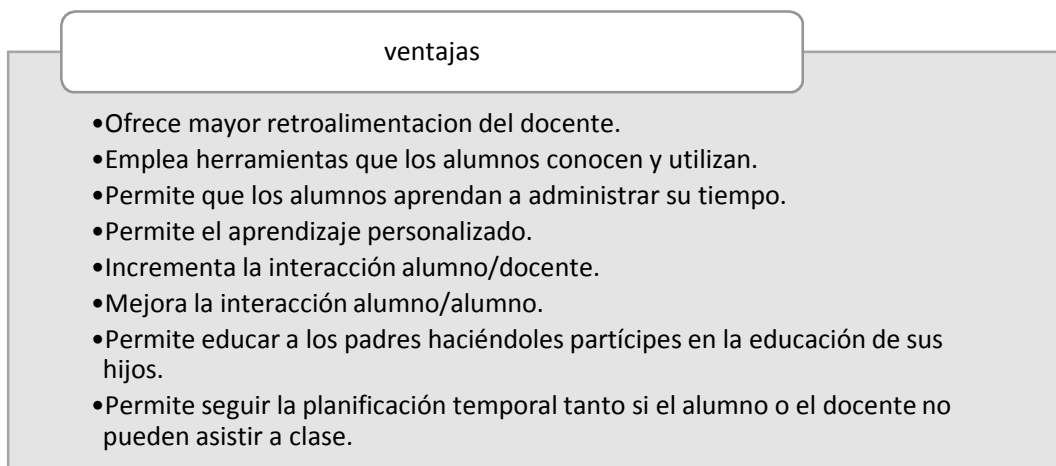 ventajas
•Ofrece mayor retroalimentacion del docente.
•Emplea herramientas que los alumnos conocen y utilizan.
•Permite que los alumnos aprendan a administrar su tiempo.
•Permite el aprendizaje personalizado.
•Incrementa la interacción alumno/docente.
•Mejora la interacción alumno/alumno.
•Permite educar a los padres haciéndoles partícipes en la educación de sus
hijos.
•Permite seguir la planificación temporal tanto si el alumno o el docente no
pueden asistir a clase.